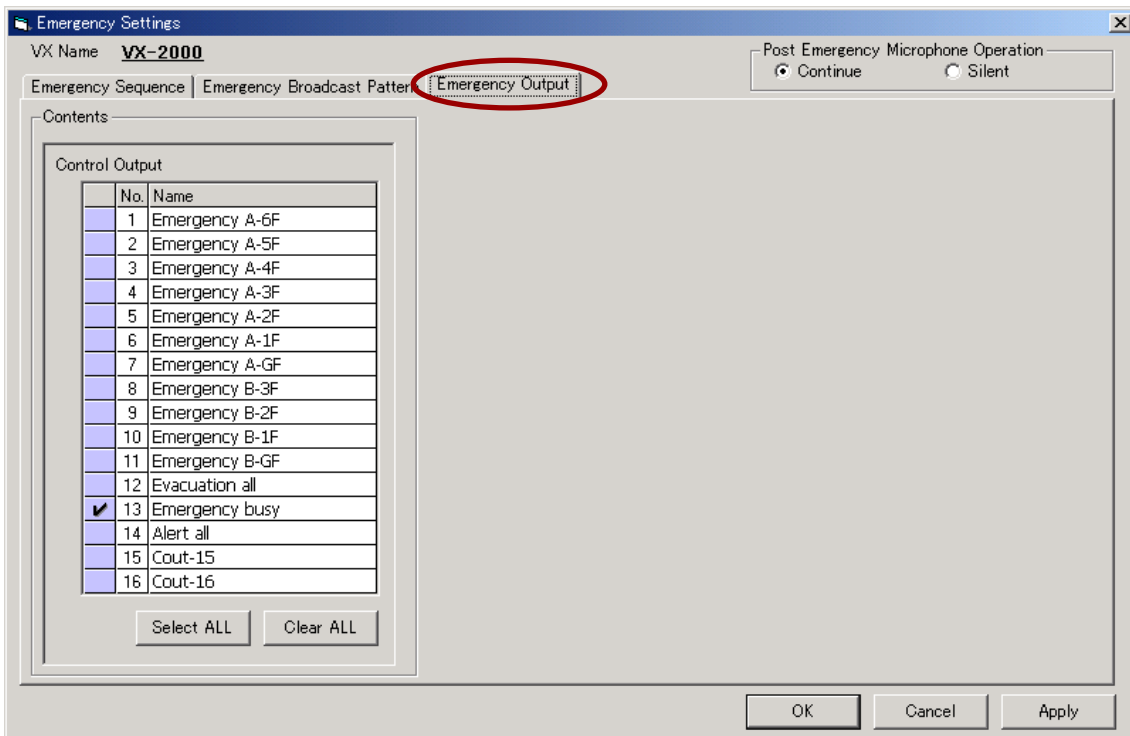 Emergency Settings
VX Name VX-2000
Post Emergency Microphone Operation
Continue Silent
Emergency Sequence Emergency Broadcast Pattern Emergency Output
Contents
Control Output
No. Name
1 Emergency A-6F
2 Emergency A-5F
3 Emergency A-4F
4 Emergency A-3F
5 Emergency A-2F
6 Emergency A-1F
7 Emergency A-GF
8 Emergency B-3F
9 Emergency B-2F
10 Emergency B-1F
11 Emergency B-GF
12 Evacuation all
13 Emergency busy
14 Alert all
15 Cout-15
16 Cout-16
Select ALL Clear ALL
OK Cancel Apply